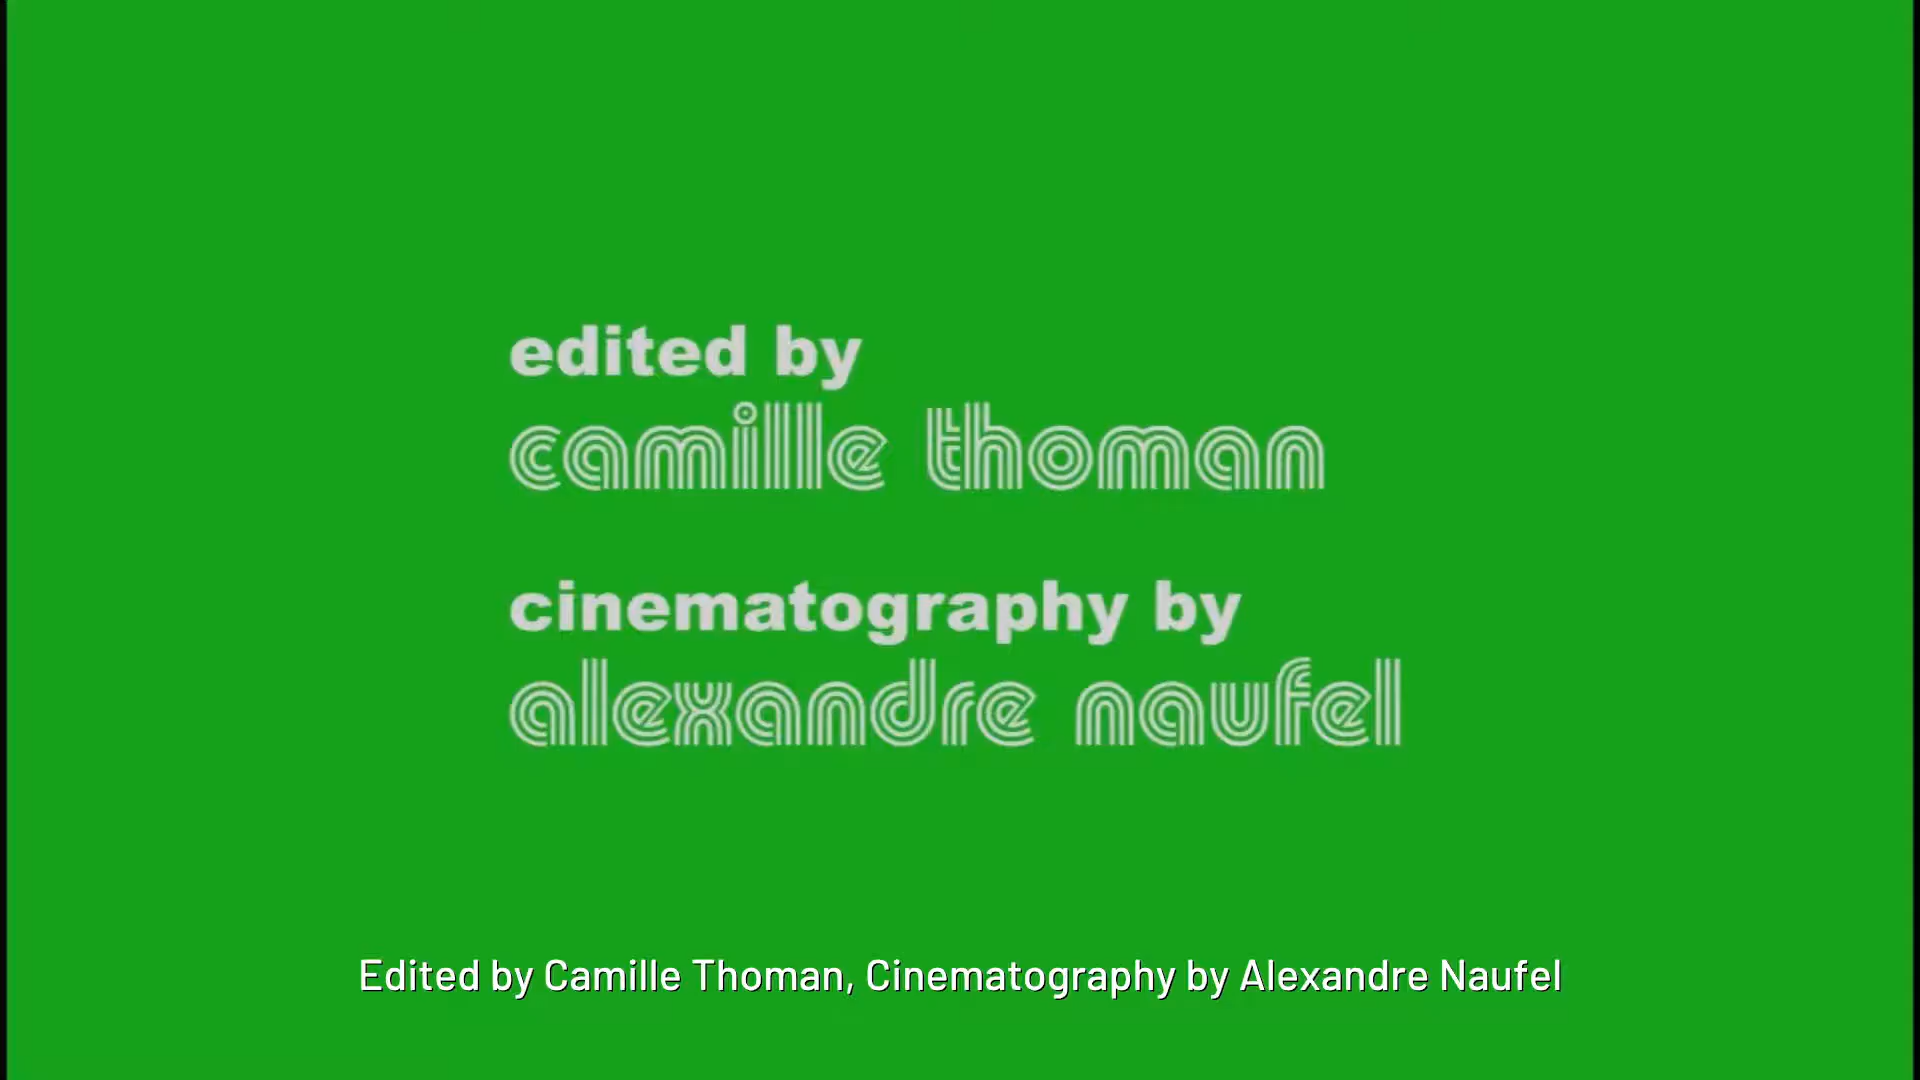 edited by
camille thoman
cinematography by
alexandre naufel
Edited by Camille Thoman, Cinematography by Alexandre Naufel